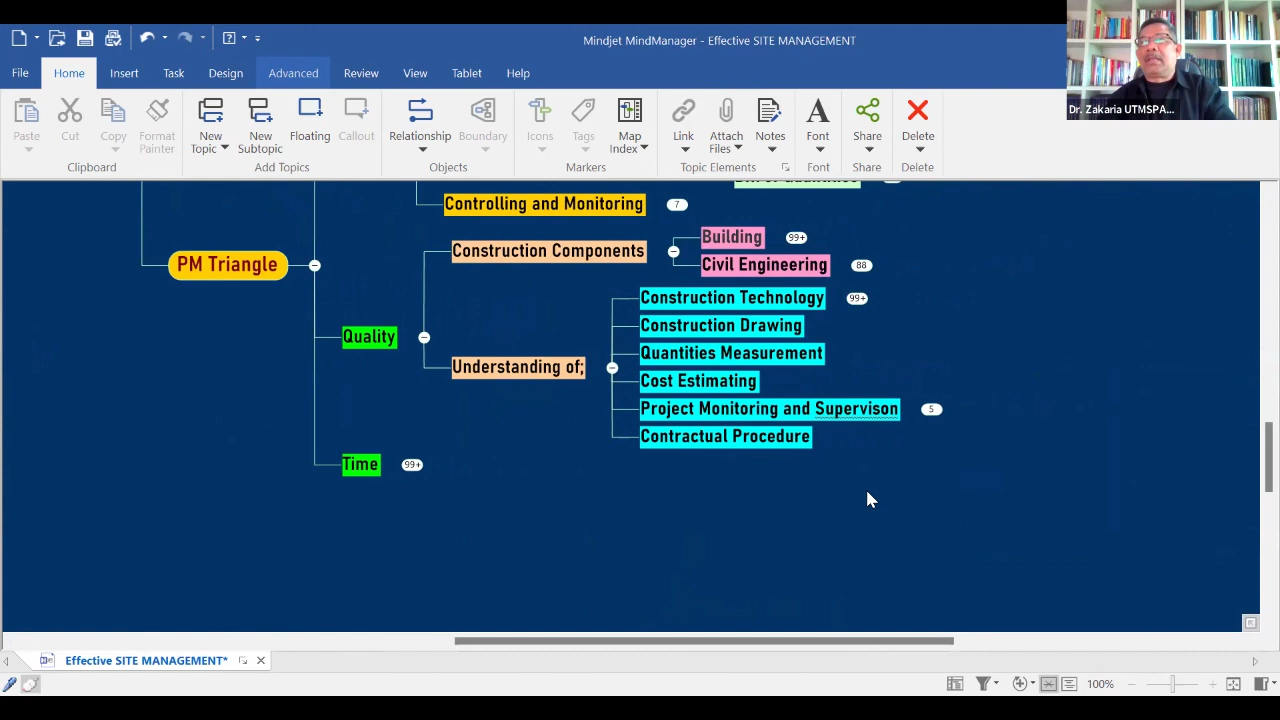 Mindjet MindManager - Effective SITE MANAGEMENT
Dr. Zakaria UTMSPA...
File Home Insert Task Design Advanced Review View Tablet Help
Paste Cut Copy Format Painter
Clipboard
New Topic New Subtopic Floating Callout
Add Topics
Relationship Boundary
Objects
Icons Tags Map Index
Markers
Link Attach Files Notes
Topic Elements
Font
Font
Share
Share
Delete
Delete
Controlling and Monitoring 7
PM Triangle
Construction Components
Building 99+
Civil Engineering 88
Quality
Understanding of;
Construction Technology 99+
Construction Drawing
Quantities Measurement
Cost Estimating
Project Monitoring and Supervison 5
Contractual Procedure
Time 99+
Effective SITE MANAGEMENT*
100%